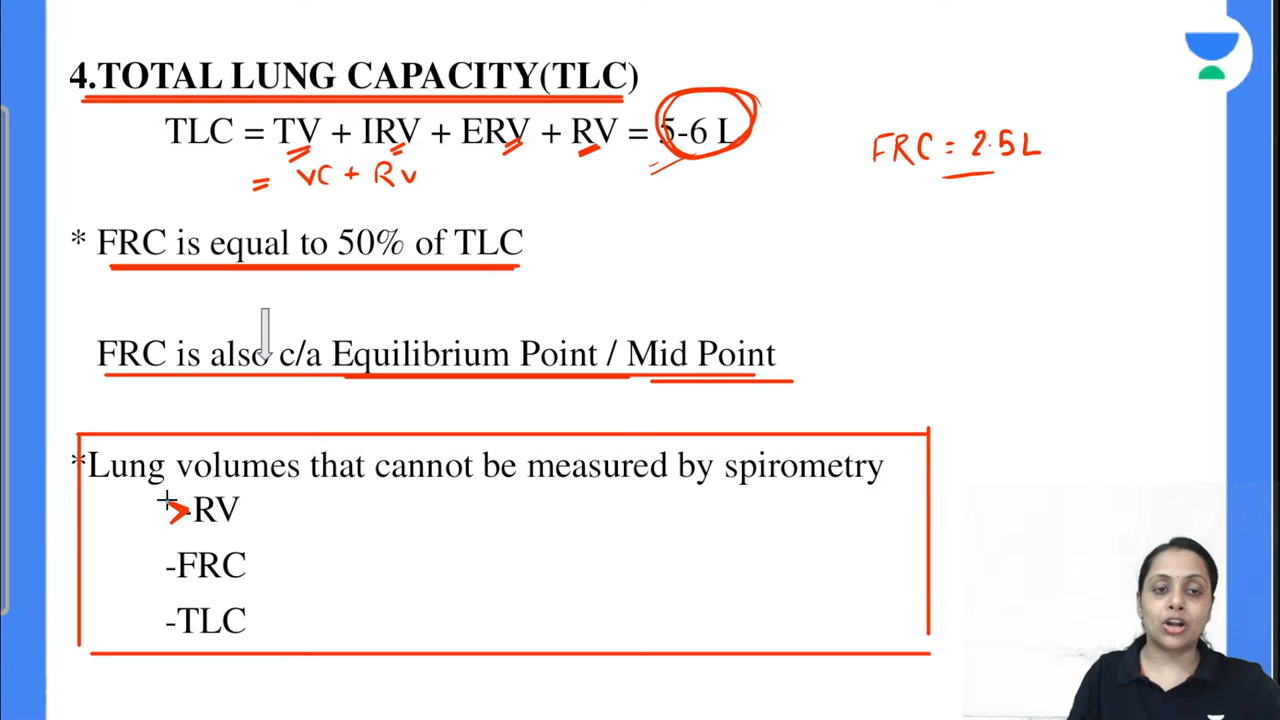 4.TOTAL LUNG CAPACITY(TLC)
TLC = TV + IRV + ERV + RV = 5-6 L
= VC + RV
FRC = 2.5L
* FRC is equal to 50% of TLC
FRC is also c/a Equilibrium Point / Mid Point
*Lung volumes that cannot be measured by spirometry
-RV
-FRC
-TLC